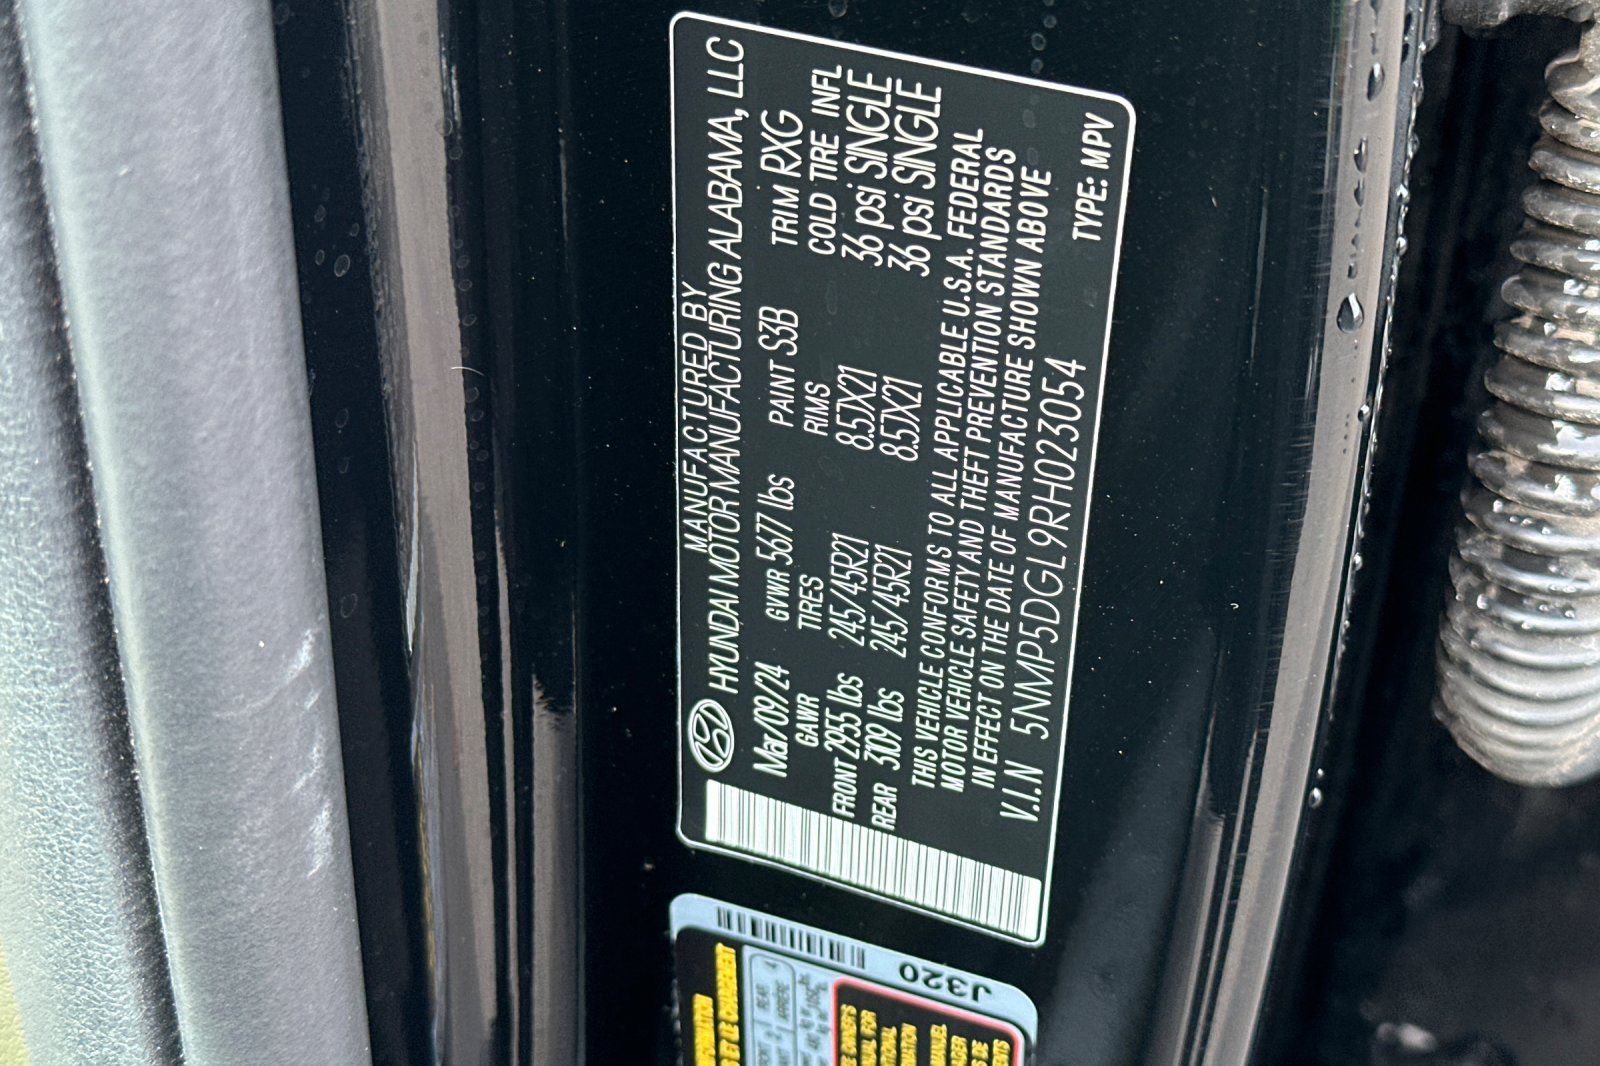 MANUFACTURED BY
HYUNDAI MOTOR MANUFACTURING ALABAMA, LLC
Mar/09/24 GVWR 5677 lbs PAINT S3B TRIM RXG
GAWR TIRES RIMS COLD TIRE INFL
FRONT 2955 lbs 245/45R21 8.5JX21 36 psi SINGLE
REAR 3109 lbs 245/45R21 8.5JX21 36 psi SINGLE
THIS VEHICLE CONFORMS TO ALL APPLICABLE U.S.A. FEDERAL
MOTOR VEHICLE SAFETY AND THEFT PREVENTION STANDARDS
IN EFFECT ON THE DATE OF MANUFACTURE SHOWN ABOVE
V.I.N 5NMP5DGL9RH023054 TYPE: MPV
J320
REAR